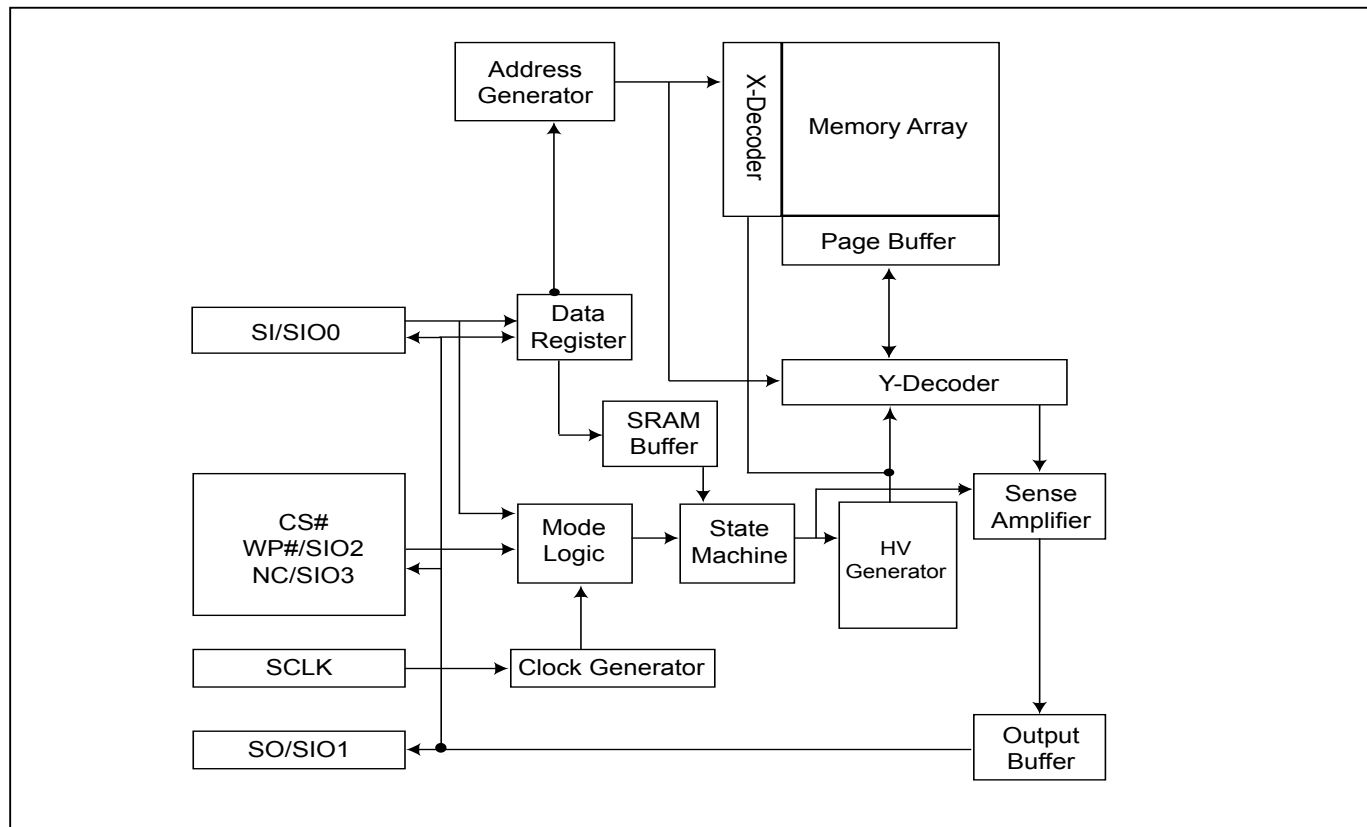 Address
Generator
X-Decoder
Memory Array
Page Buffer
SI/SIO0
Data
Register
Y-Decoder
SRAM
Buffer
CS#
WP#/SIO2
NC/SIO3
Mode
Logic
State
Machine
HV
Generator
Sense
Amplifier
SCLK
Clock Generator
SO/SIO1
Output
Buffer